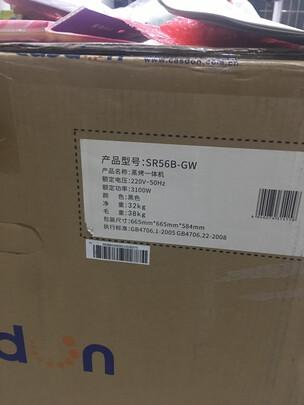 casdon
www.casdon.com
产品型号:SR56B-GW
产品名称:蒸烤一体机
额定电压:220V~50Hz
额定功率:3100W
颜 色:黑色
净 重:32kg
毛 重:38kg
包装尺寸:665mm*665mm*584mm
执行标准:GB4706.1-2005 GB4706.22-2008